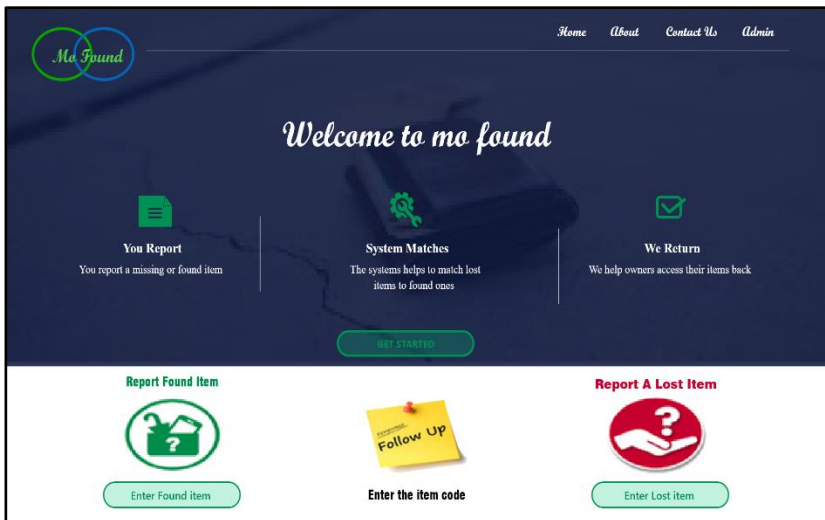 Home About Contact Us Admin
Mo Found
Welcome to mo found
You Report
You report a missing or found item
System Matches
The systems helps to match lost
items to found ones
We Return
We help owners access their items back
GET STARTED
Report Found Item
?
Enter Found item
Follow Up
Enter the item code
Report A Lost Item
?
Enter Lost item